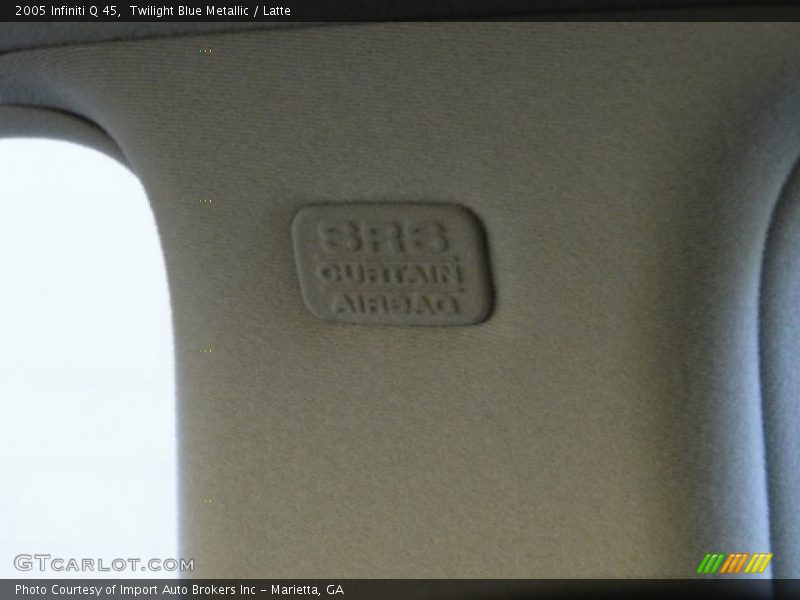 2005 Infiniti Q 45, Twilight Blue Metallic / Latte
SRS
CURTAIN
AIRBAG
GTcarlot.com
Photo Courtesy of Import Auto Brokers Inc - Marietta, GA